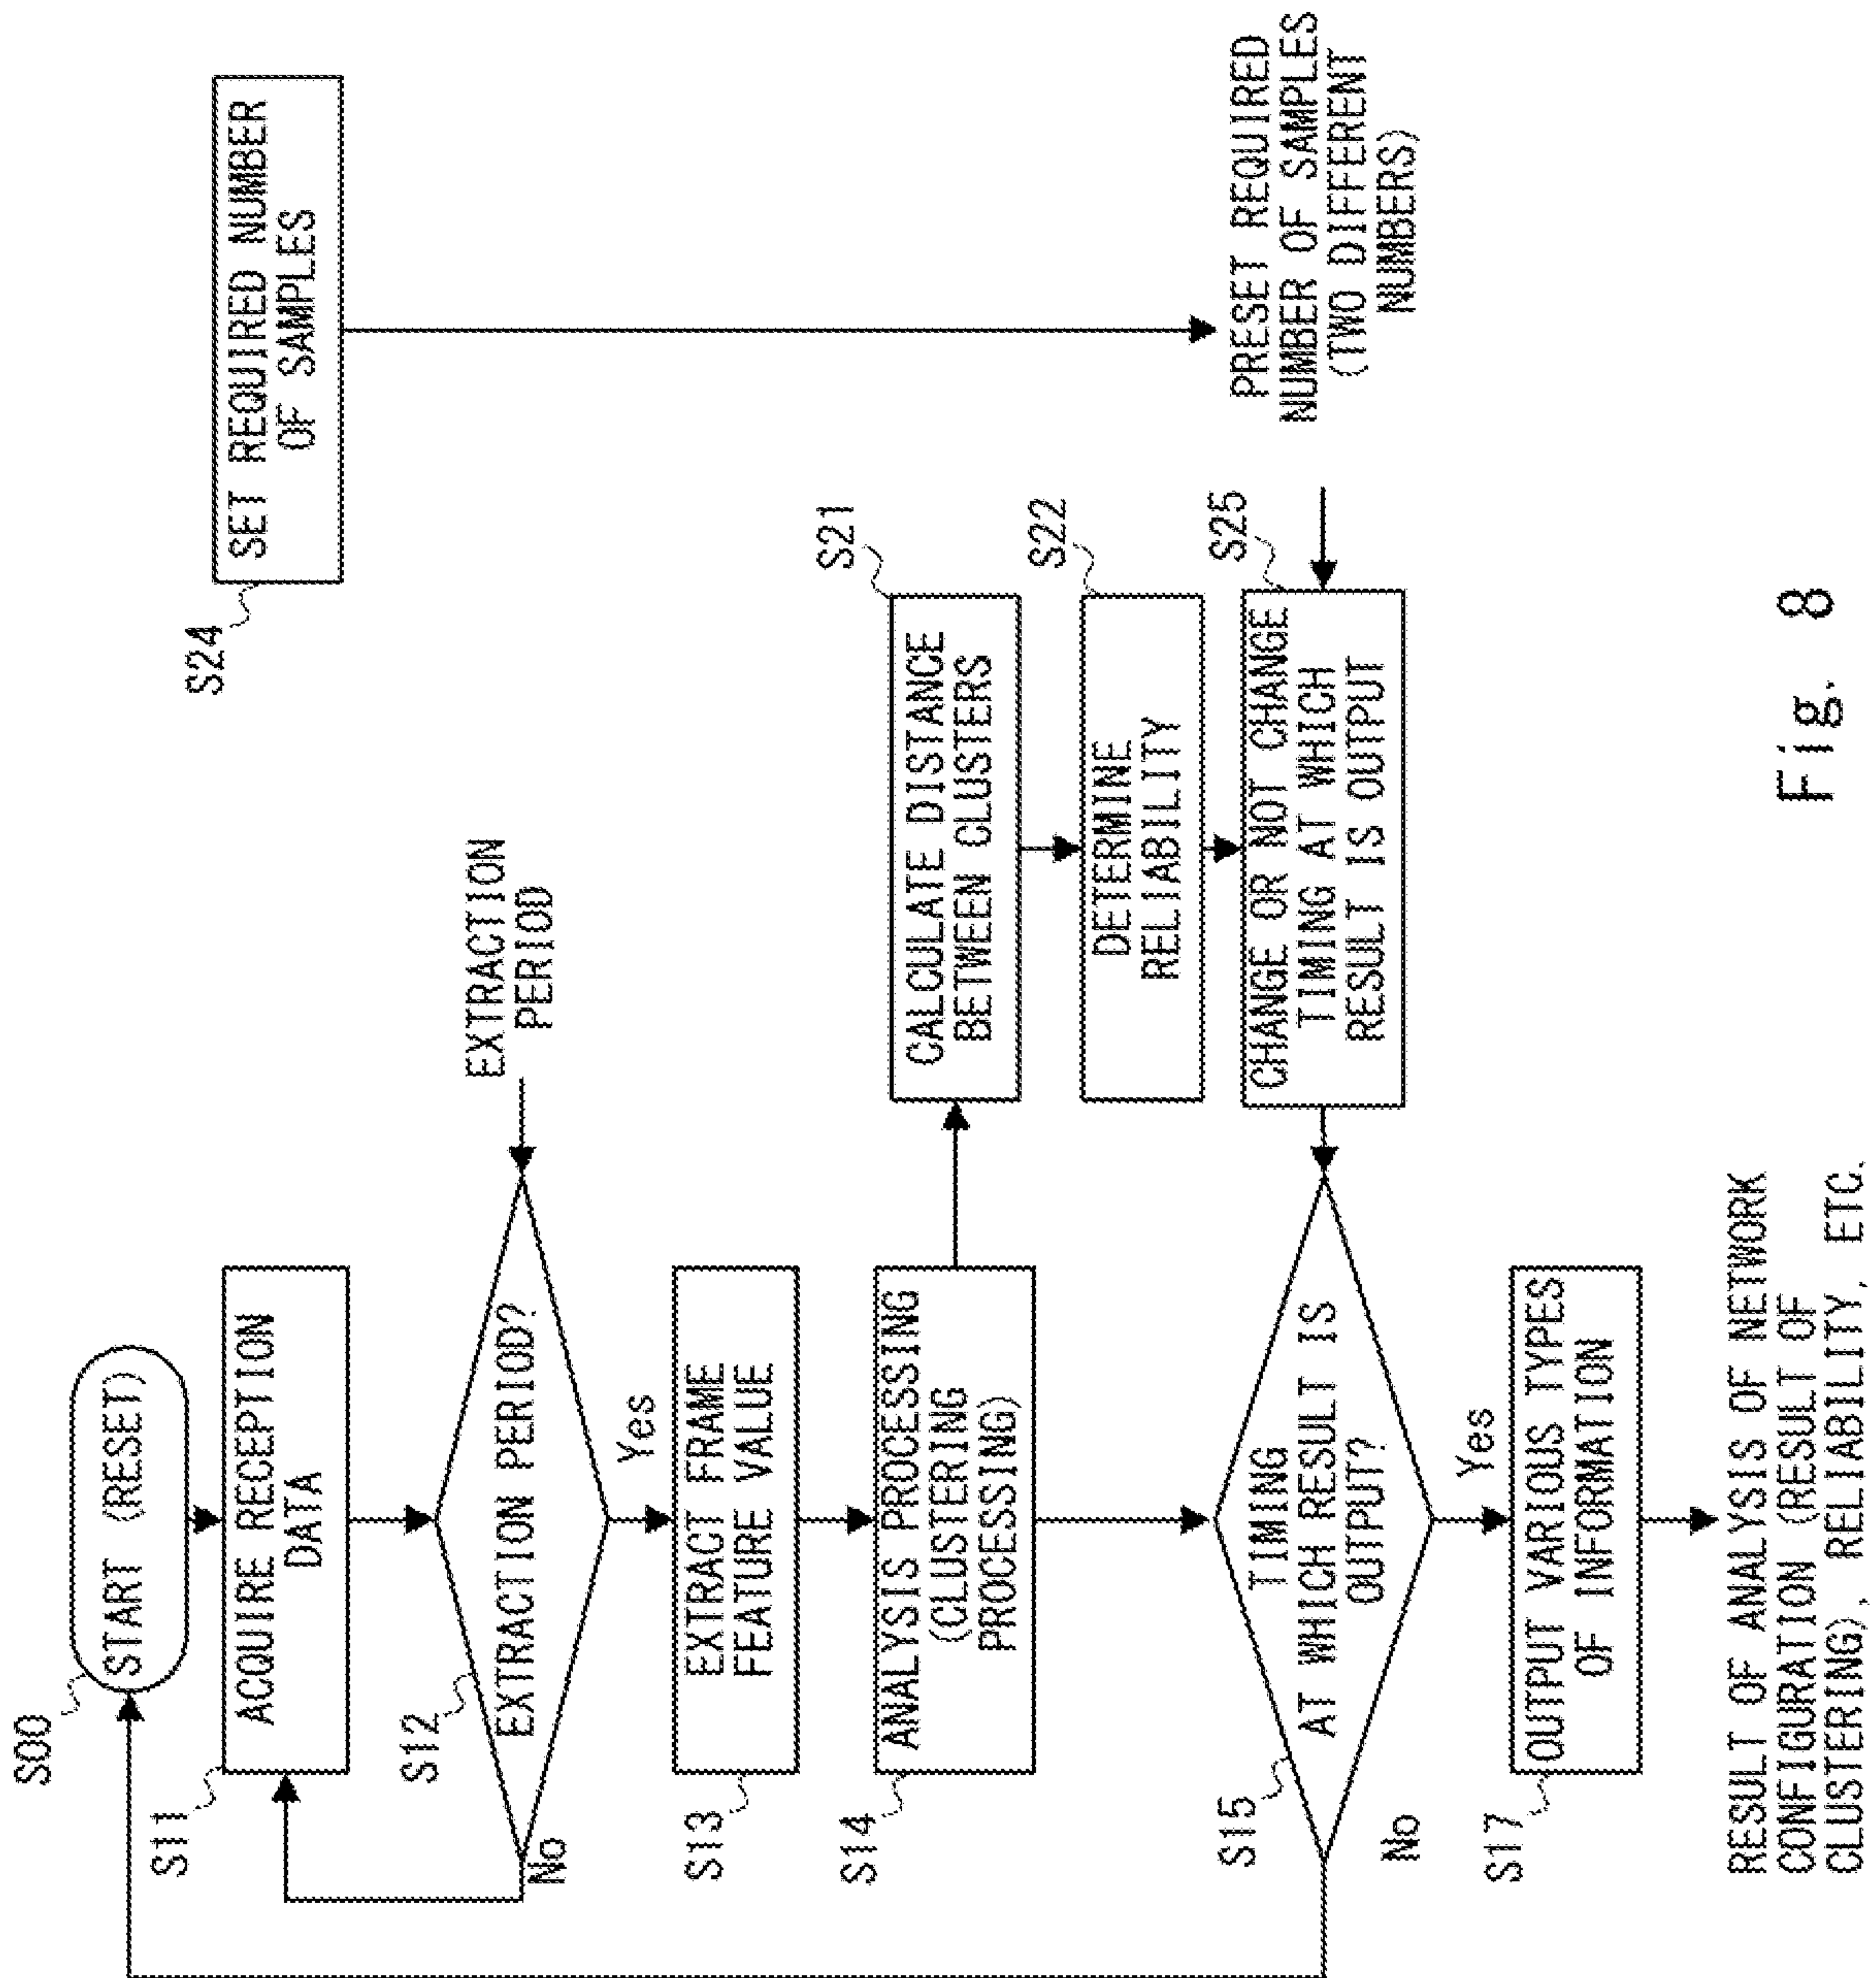 S00
START (RESET)
S11
ACQUIRE RECEPTION
DATA
S12
EXTRACTION PERIOD?
EXTRACTION
PERIOD
No
Yes
S13
EXTRACT FRAME
FEATURE VALUE
S14
ANALYSIS PROCESSING
(CLUSTERING
PROCESSING)
S15
TIMING
AT WHICH RESULT IS
OUTPUT?
No
Yes
S17
OUTPUT VARIOUS TYPES
OF INFORMATION
RESULT OF ANALYSIS OF NETWORK
CONFIGURATION (RESULT OF
CLUSTERING), RELIABILITY, ETC.
S21
CALCULATE DISTANCE
BETWEEN CLUSTERS
S22
DETERMINE
RELIABILITY
S25
CHANGE OR NOT CHANGE
TIMING AT WHICH
RESULT IS OUTPUT
S24
SET REQUIRED NUMBER
OF SAMPLES
PRESET REQUIRED
NUMBER OF SAMPLES
(TWO DIFFERENT
NUMBERS)
Fig. 8